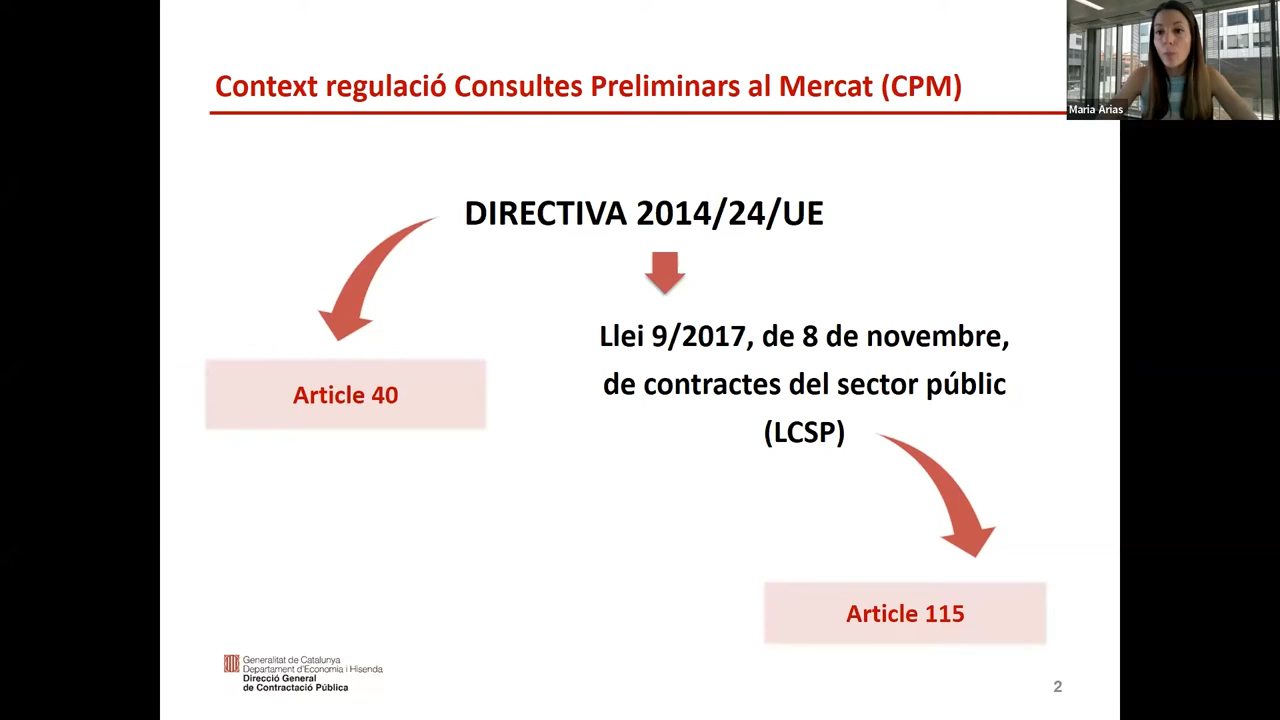 Context regulació Consultes Preliminars al Mercat (CPM)
Maria Arias
DIRECTIVA 2014/24/UE
Llei 9/2017, de 8 de novembre,
de contractes del sector públic
(LCSP)
Article 40
Article 115
Generalitat de Catalunya
Departament d'Economia i Hisenda
Direcció General
de Contractació Pública
2